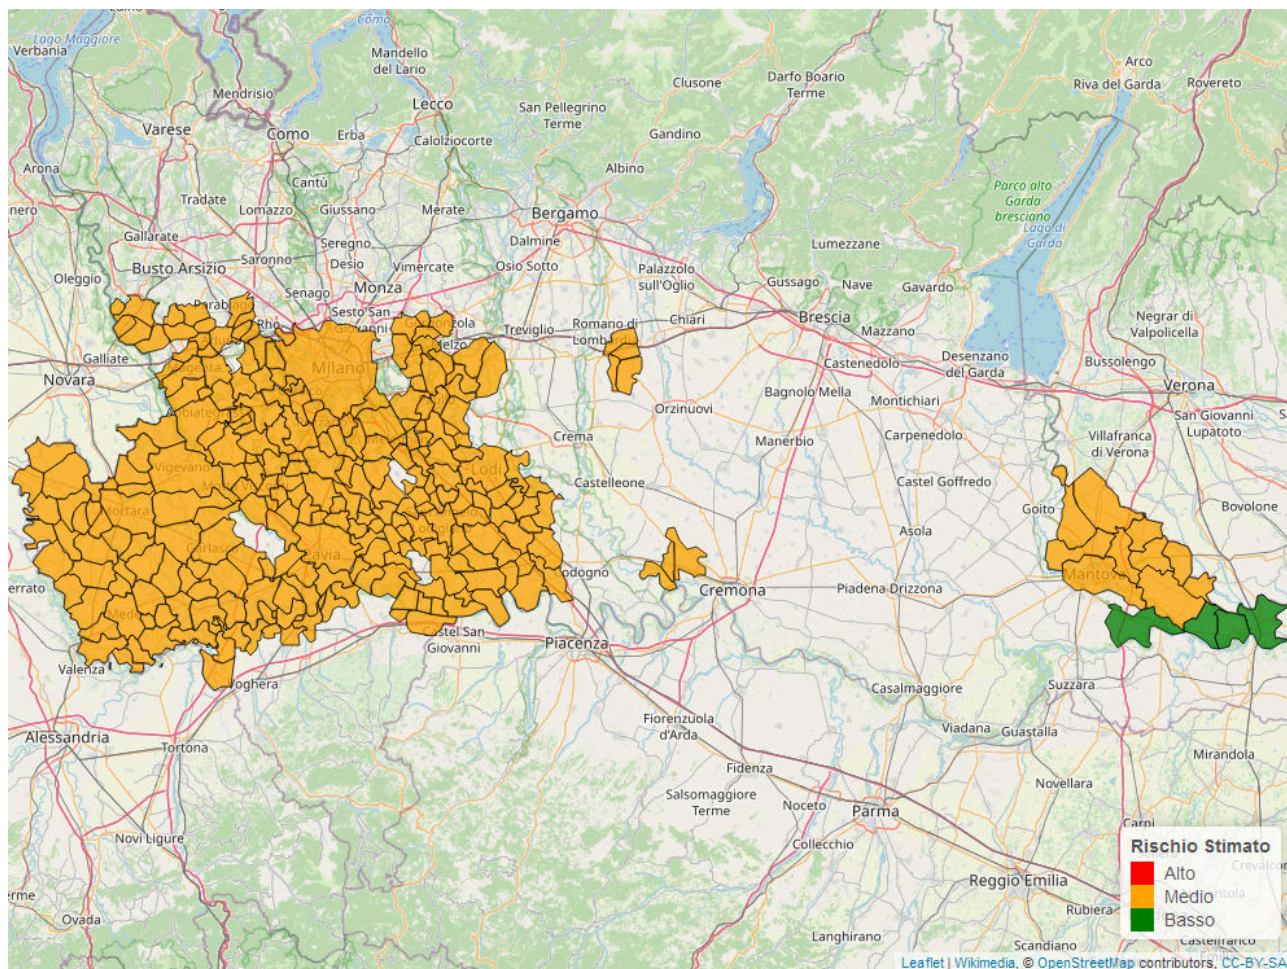 Como
Lago Maggiore
Verbania
Mandello
del Lario
Clusone
Darfo Boario
Terme
Arco
Riva del Garda
Rovereto
Mendrisio
Lecco
San Pellegrino
Terme
Varese
Como
Erba
Calolziocorte
Gandino
Arona
Albino
Cantù
Parco alto
Garda
bresciano
Lago di
Garda
Tradate
Lomazzo
Giussano
Merate
Bergamo
Gallarate
Seregno
Dalmine
Lumezzane
Saronno
Desio
Vimercate
Osio Sotto
Palazzolo
sull'Oglio
Busto Arsizio
Oleggio
Senago
Monza
Gussago
Nave
Gavardo
Sesto San
Giovanni
Rho
Treviglio
Romano di
Chiari
Brescia
Mazzano
Negrar di
Valpolicella
Galliate
Milano
Castenedolo
Desenzano
del Garda
Bussolengo
Novara
Bagnolo Mella
Montichiari
Verona
Orzinuovi
San Giovanni
Lupatoto
Crema
Manerbio
Carpenedolo
Villafranca
di Verona
Vigevano
Lodi
Castelleone
Castel Goffredo
Mortara
Goito
Bovolone
Asola
Garlasco
Pavia
Codogno
Mantova
Cremona
Piadena Drizzona
Castel San
Giovanni
Piacenza
Valenza
Voghera
Casalmaggiore
Suzzara
Alessandria
Tortona
Fiorenzuola
d'Arda
Viadana
Guastalla
Mirandola
Fidenza
Novellara
Salsomaggiore
Terme
Noceto
Parma
Carpi
Novi Ligure
Collecchio
Rischio Stimato
Alto
Medio
Basso
Reggio Emilia
Rubiera
Ovada
Langhirano
Scandiano
Castelfranco
Leaflet | Wikimedia, © OpenStreetMap contributors, CC-BY-SA